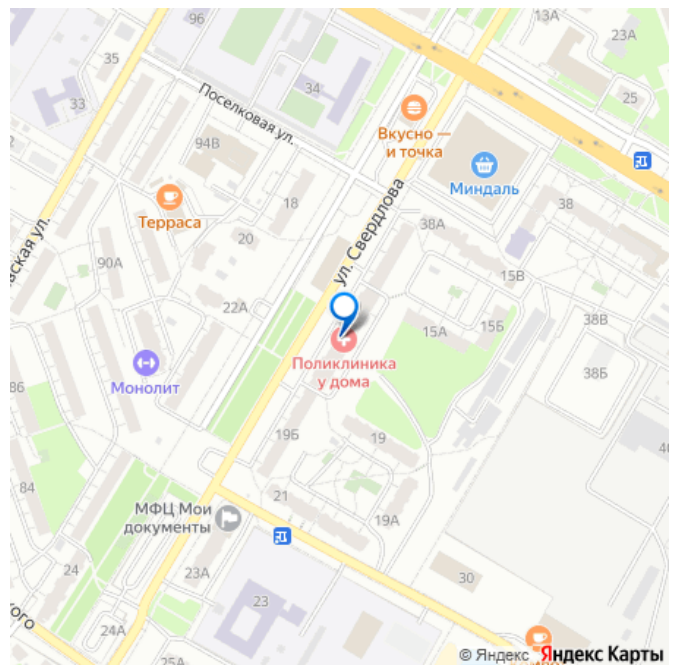 13А
96
23А
35
34
25
33
Поселковая ул.
Вкусно —
и точка
94В
Миндаль
Терраса
18
ул. Свердлова
38
38А
20
90А
15В
22А
15А
15Б
38В
Поликлиника
у дома
Монолит
38Б
86
19Б
19
84
21
МФЦ Мои
документы
19А
24
23А
30
23
24А
25А
© Яндекс Яндекс Карты